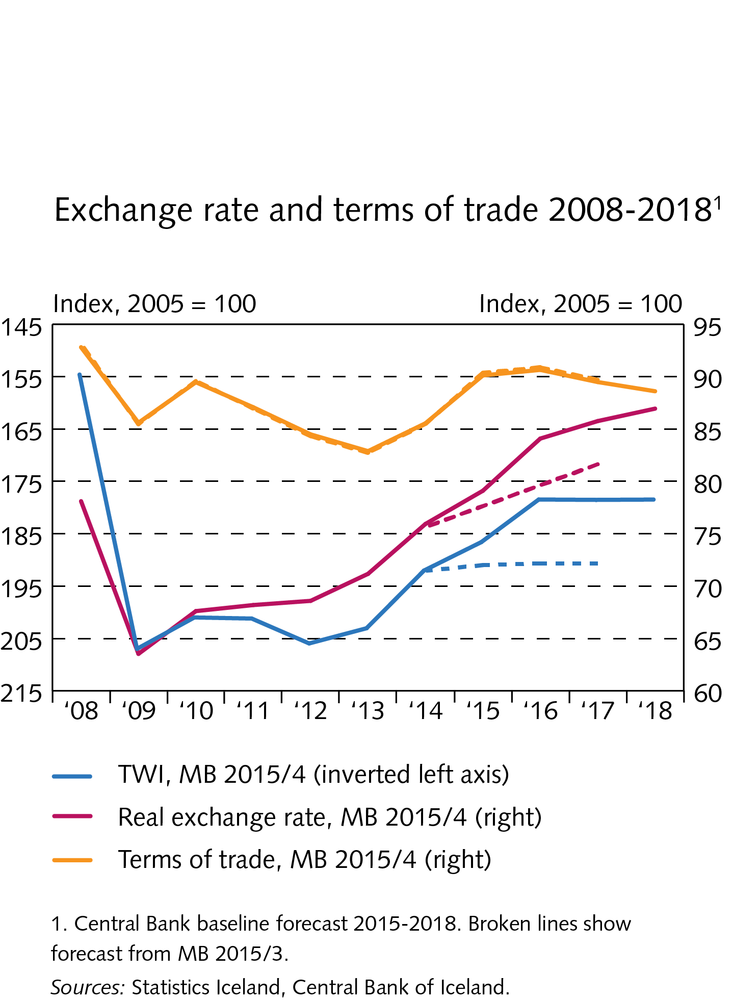 Exchange rate and terms of trade 2008-2018¹
Index, 2005 = 100 Index, 2005 = 100
145 95
155 90
165 85
175 80
185 75
195 70
205 65
215 60
‘08 ‘09 ‘10 ‘11 ‘12 ‘13 ‘14 ‘15 ‘16 ‘17 ‘18
TWI, MB 2015/4 (inverted left axis)
Real exchange rate, MB 2015/4 (right)
Terms of trade, MB 2015/4 (right)
1. Central Bank baseline forecast 2015-2018. Broken lines show
forecast from MB 2015/3.
Sources: Statistics Iceland, Central Bank of Iceland.